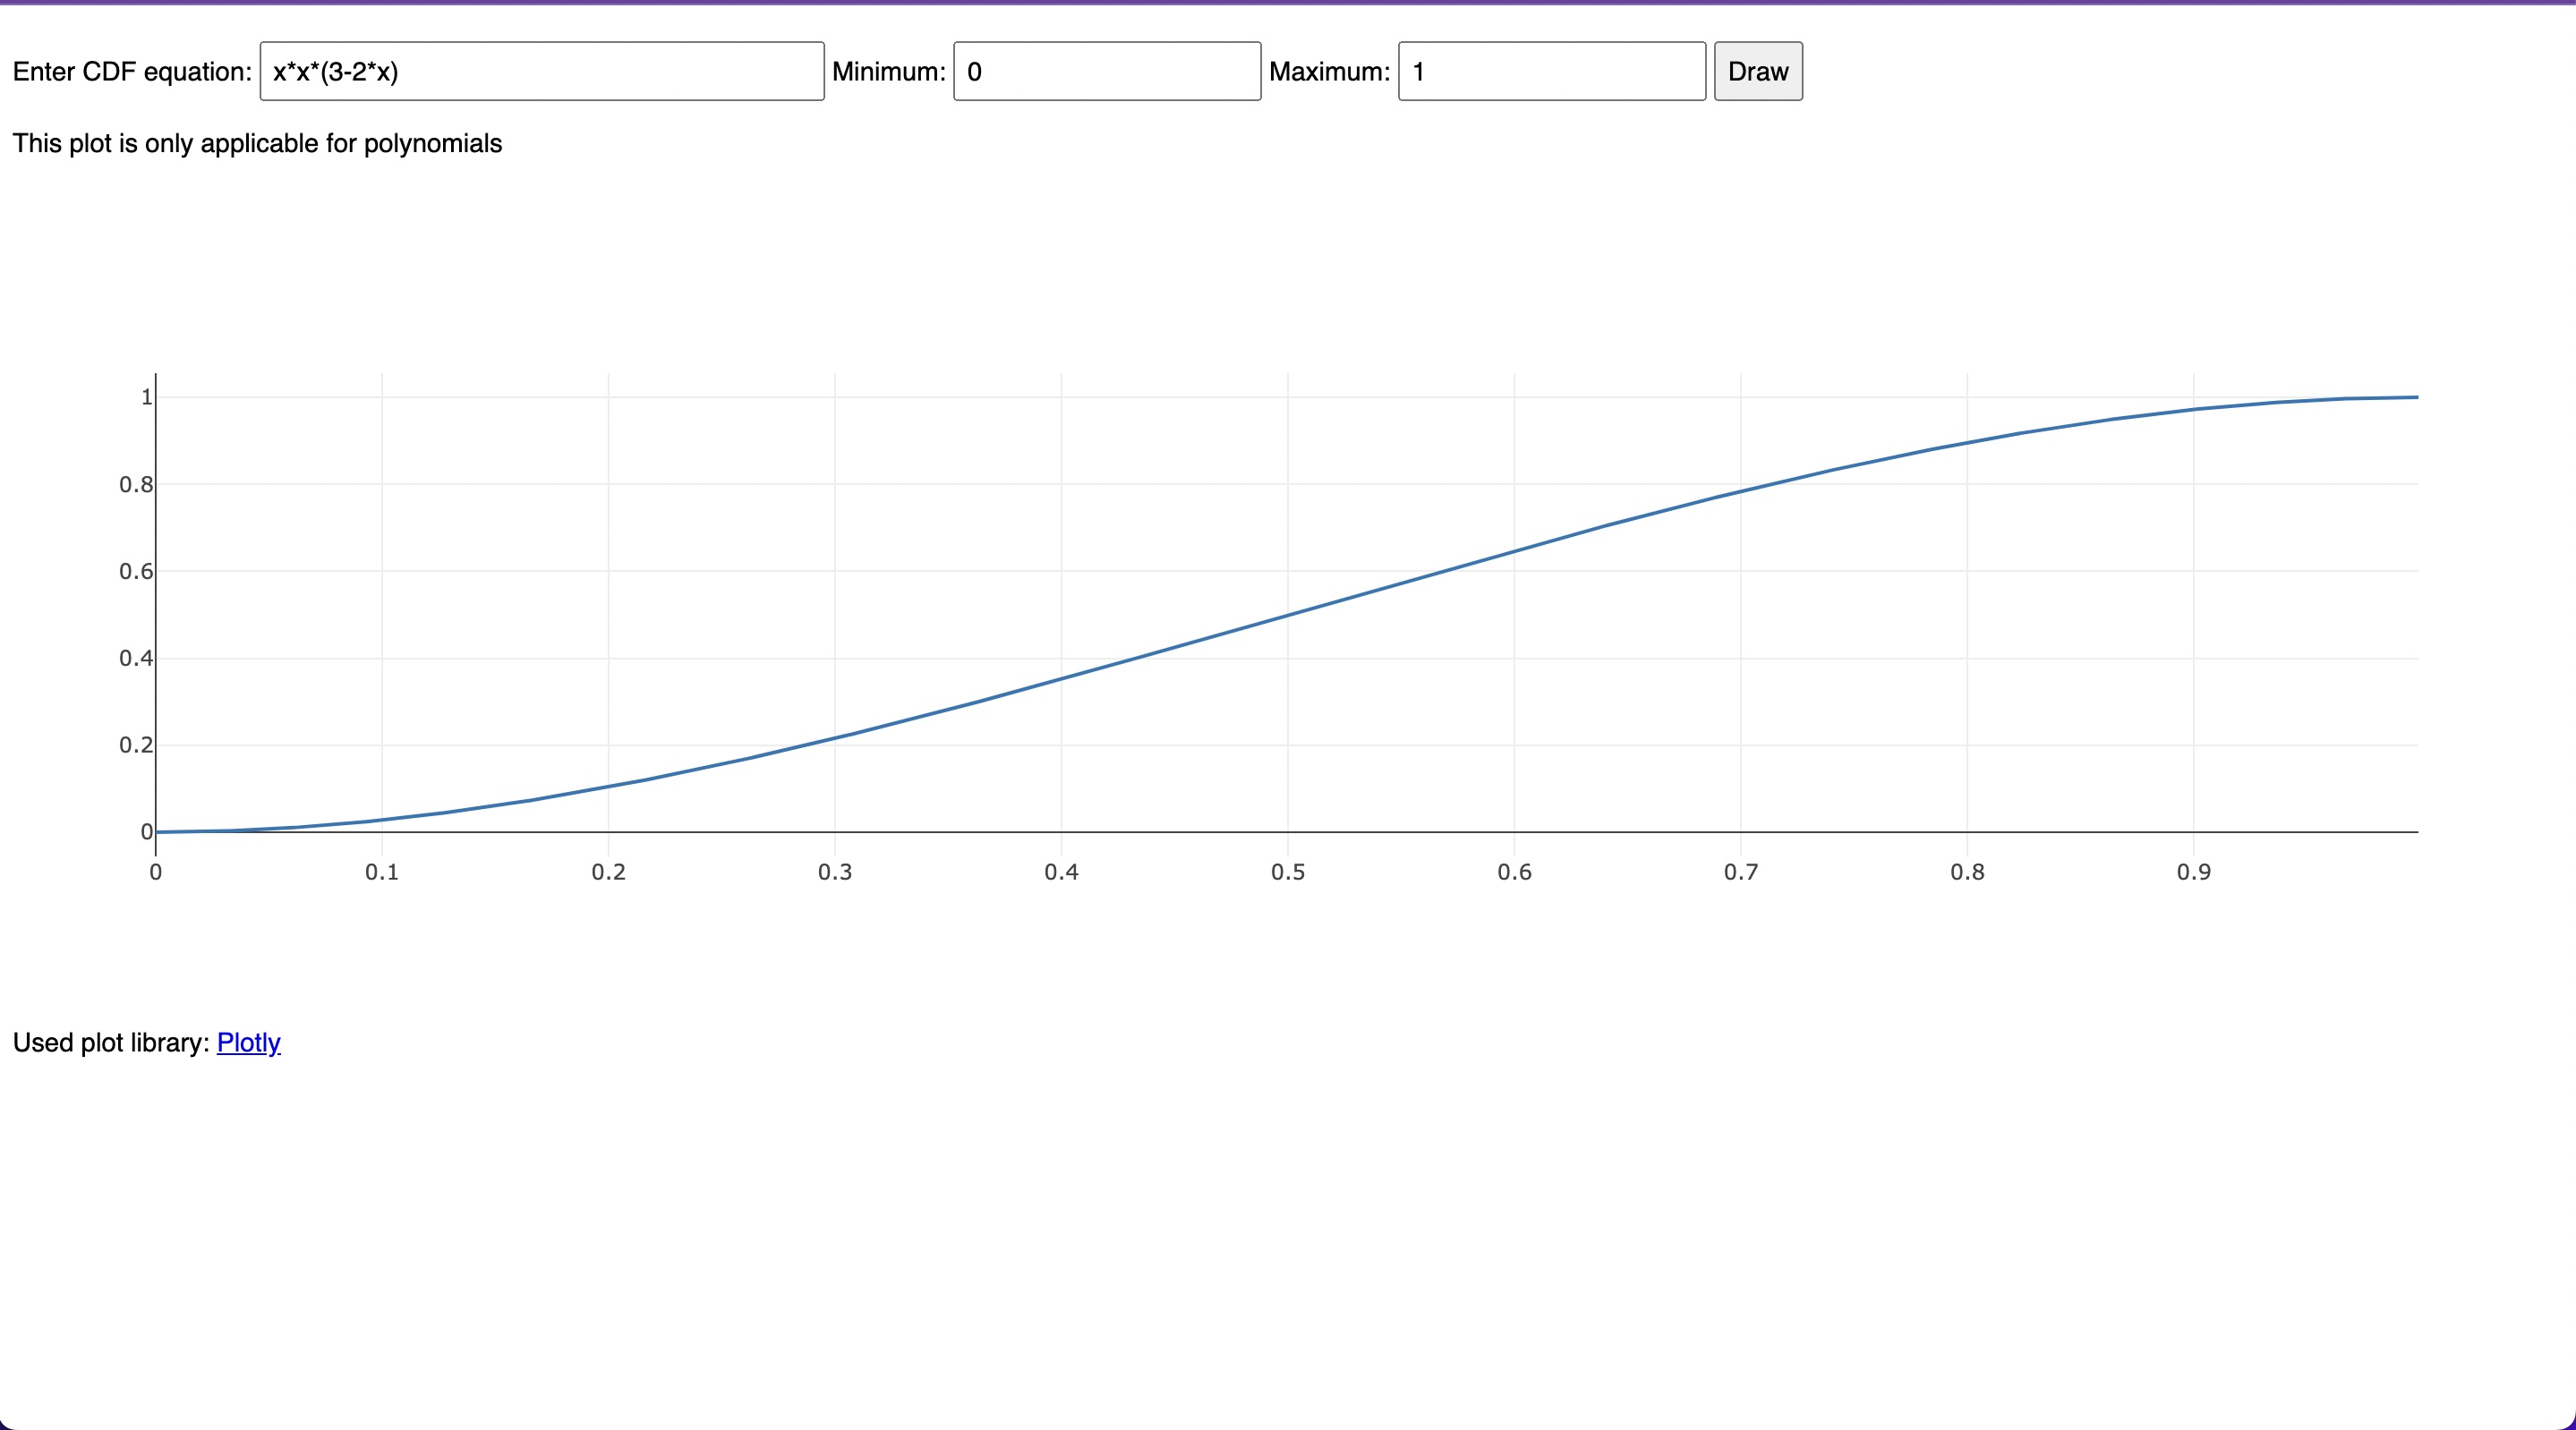 Enter CDF equation: x*x*(3-2*x) Minimum: 0 Maximum: 1 Draw
This plot is only applicable for polynomials
1
0.8
0.6
0.4
0.2
0
0 0.1 0.2 0.3 0.4 0.5 0.6 0.7 0.8 0.9
Used plot library: Plotly